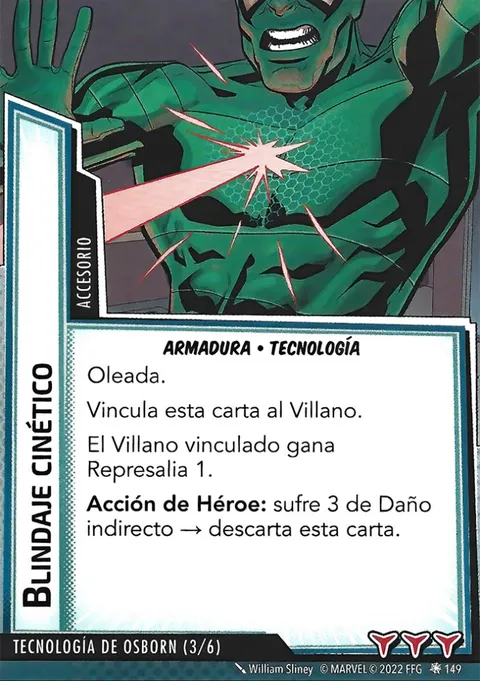 ACCESORIO
BLINDAJE CINÉTICO
ARMADURA • TECNOLOGÍA
Oleada.
Vincula esta carta al Villano.
El Villano vinculado gana
Represalia 1.
Acción de Héroe: sufre 3 de Daño
indirecto → descarta esta carta.
TECNOLOGÍA DE OSBORN (3/6)
William Sliney © MARVEL © 2022 FFG 149